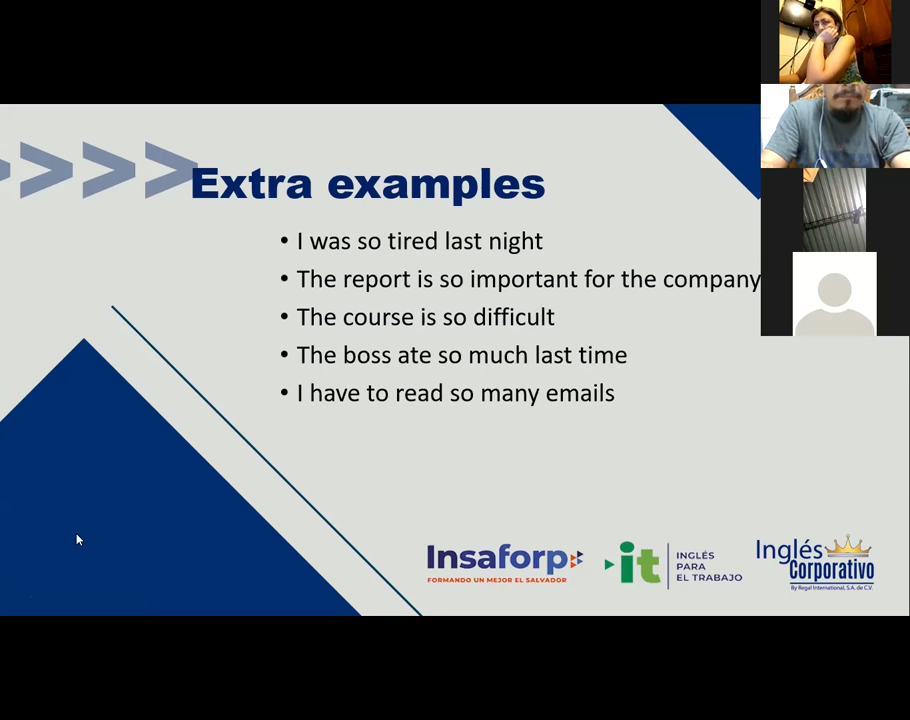 Extra examples
• I was so tired last night
• The report is so important for the company
• The course is so difficult
• The boss ate so much last time
• I have to read so many emails
Insaforp
FORMANDO UN MEJOR EL SALVADOR
it
INGLÉS
PARA
EL TRABAJO
Inglés
Corporativo
By Regal International, S.A. de C.V.